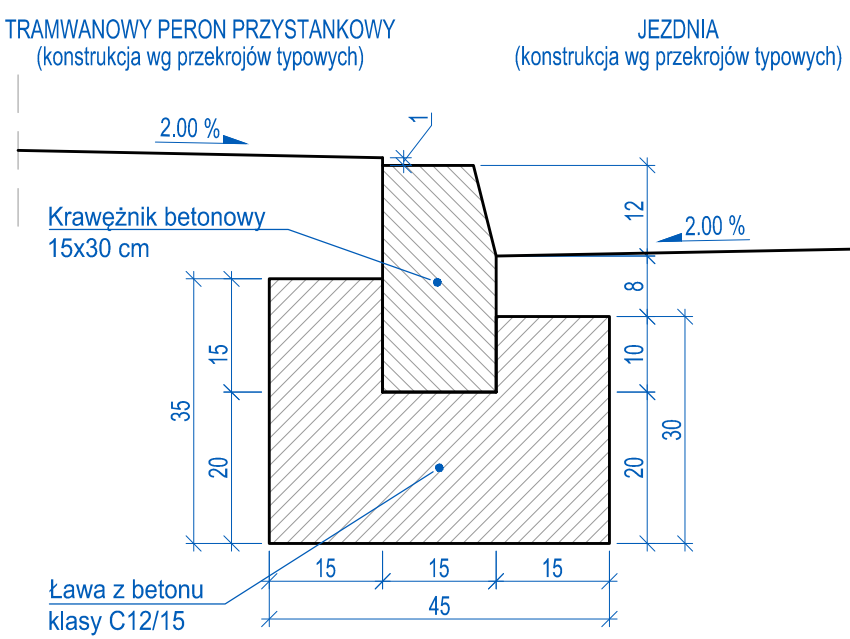 TRAMWANOWY PERON PRZYSTANKOWY
(konstrukcja wg przekrojów typowych)
JEZDNIA
(konstrukcja wg przekrojów typowych)
2.00 %
1
Krawężnik betonowy
15x30 cm
12
2.00 %
8
15
10
35
30
20
20
15
15
15
45
Ława z betonu
klasy C12/15